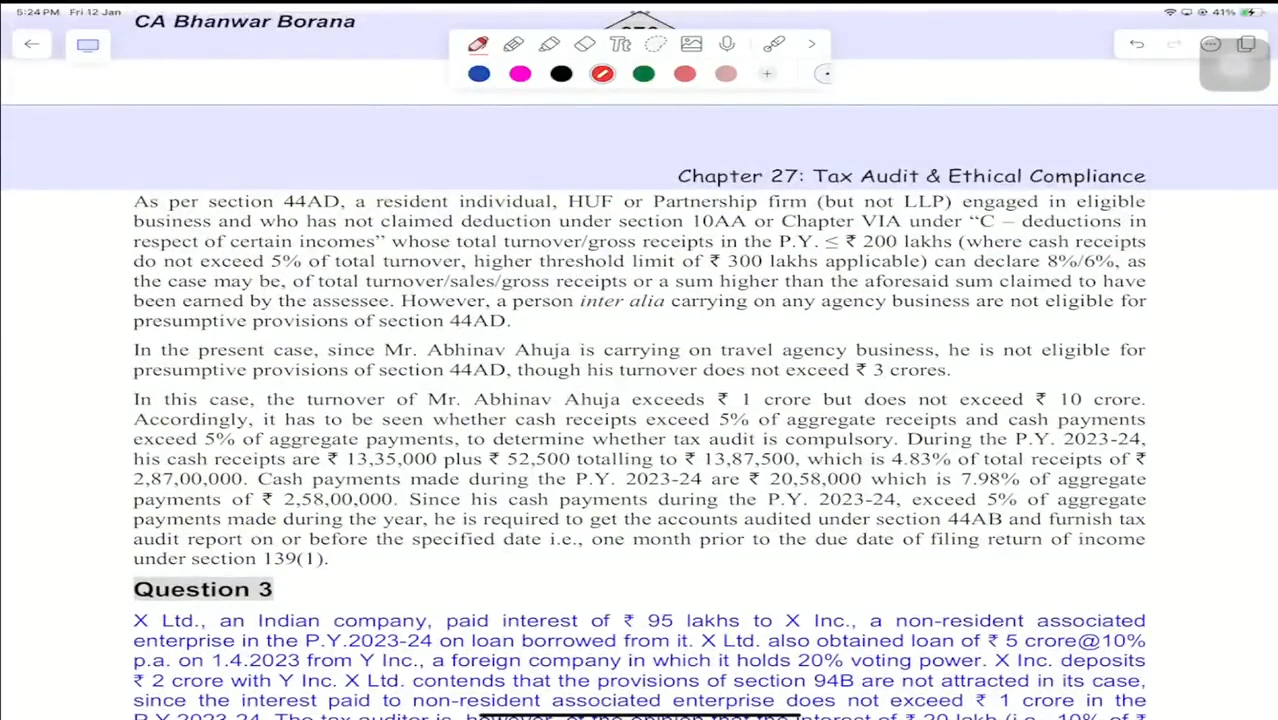 5:24 PM Fri 12 Jan
41%
CA Bhanwar Borana
Tt
Chapter 27: Tax Audit & Ethical Compliance
As per section 44AD, a resident individual, HUF or Partnership firm (but not LLP) engaged in eligible
business and who has not claimed deduction under section 10AA or Chapter VIA under “C – deductions in
respect of certain incomes” whose total turnover/gross receipts in the P.Y. ≤ ₹ 200 lakhs (where cash receipts
do not exceed 5% of total turnover, higher threshold limit of ₹ 300 lakhs applicable) can declare 8%/6%, as
the case may be, of total turnover/sales/gross receipts or a sum higher than the aforesaid sum claimed to have
been earned by the assessee. However, a person inter alia carrying on any agency business are not eligible for
presumptive provisions of section 44AD.
In the present case, since Mr. Abhinav Ahuja is carrying on travel agency business, he is not eligible for
presumptive provisions of section 44AD, though his turnover does not exceed ₹ 3 crores.
In this case, the turnover of Mr. Abhinav Ahuja exceeds ₹ 1 crore but does not exceed ₹ 10 crore.
Accordingly, it has to be seen whether cash receipts exceed 5% of aggregate receipts and cash payments
exceed 5% of aggregate payments, to determine whether tax audit is compulsory. During the P.Y. 2023-24,
his cash receipts are ₹ 13,35,000 plus ₹ 52,500 totalling to ₹ 13,87,500, which is 4.83% of total receipts of ₹
2,87,00,000. Cash payments made during the P.Y. 2023-24 are ₹ 20,58,000 which is 7.98% of aggregate
payments of ₹ 2,58,00,000. Since his cash payments during the P.Y. 2023-24, exceed 5% of aggregate
payments made during the year, he is required to get the accounts audited under section 44AB and furnish tax
audit report on or before the specified date i.e., one month prior to the due date of filing return of income
under section 139(1).
Question 3
X Ltd., an Indian company, paid interest of ₹ 95 lakhs to X Inc., a non-resident associated
enterprise in the P.Y.2023-24 on loan borrowed from it. X Ltd. also obtained loan of ₹ 5 crore@10%
p.a. on 1.4.2023 from Y Inc., a foreign company in which it holds 20% voting power. X Inc. deposits
₹ 2 crore with Y Inc. X Ltd. contends that the provisions of section 94B are not attracted in its case,
since the interest paid to non-resident associated enterprise does not exceed ₹ 1 crore in the
P.Y.2023-24. The tax auditor is, however, of the opinion that the interest of ₹ 20 lakh (i.e., 10% of ₹